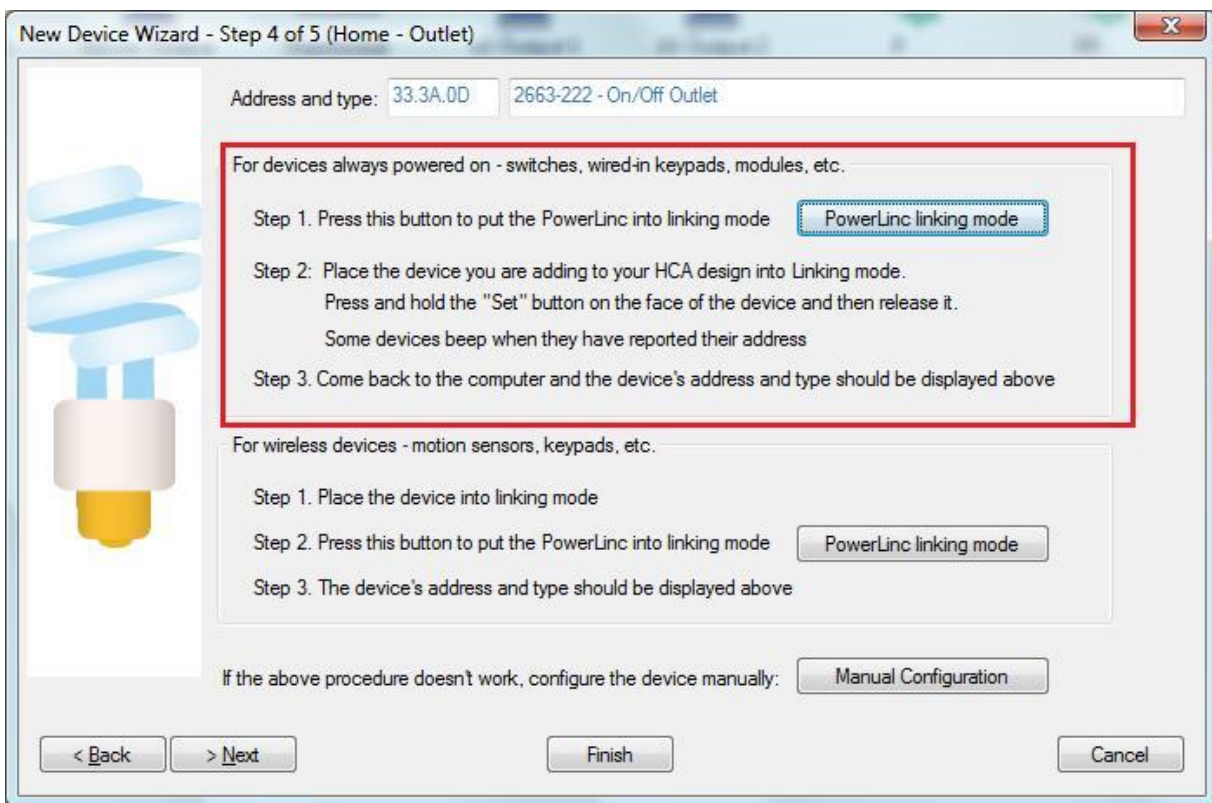 New Device Wizard - Step 4 of 5 (Home - Outlet)
Address and type: 33.3A.0D 2663-222 - On/Off Outlet
For devices always powered on - switches, wired-in keypads, modules, etc.
Step 1. Press this button to put the PowerLinc into linking mode PowerLinc linking mode
Step 2: Place the device you are adding to your HCA design into Linking mode.
Press and hold the "Set" button on the face of the device and then release it.
Some devices beep when they have reported their address
Step 3. Come back to the computer and the device's address and type should be displayed above
For wireless devices - motion sensors, keypads, etc.
Step 1. Place the device into linking mode
Step 2. Press this button to put the PowerLinc into linking mode PowerLinc linking mode
Step 3. The device's address and type should be displayed above
If the above procedure doesn't work, configure the device manually: Manual Configuration
< Back > Next Finish Cancel